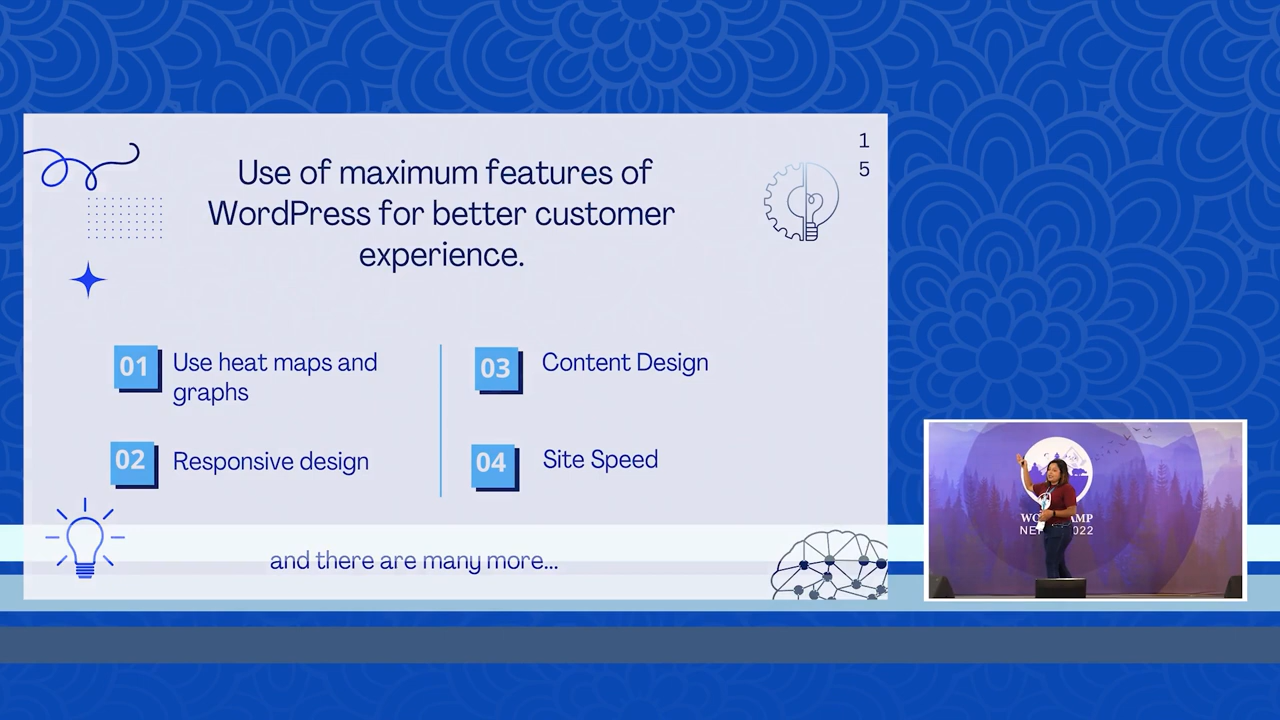 1
5
Use of maximum features of
WordPress for better customer
experience.
01
Use heat maps and
graphs
02
Responsive design
03
Content Design
04
Site Speed
and there are many more...